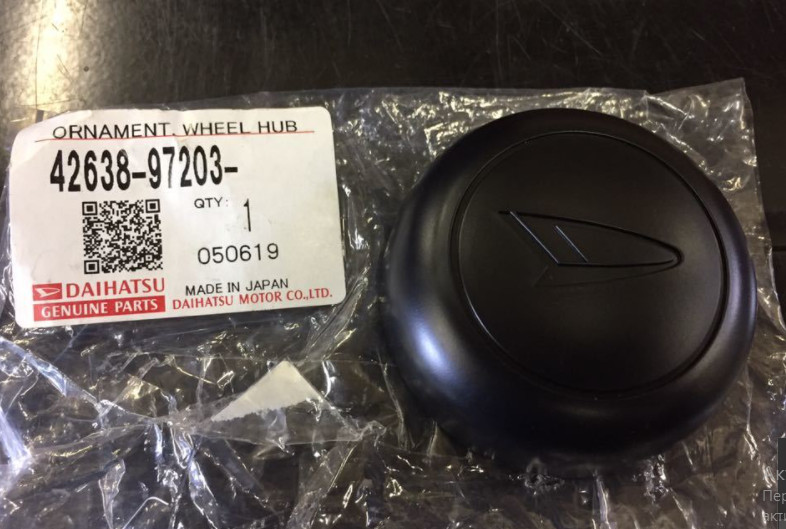 ORNAMENT, WHEEL HUB
42638-97203-
QTY: 1
050619
DAIHATSU
GENUINE PARTS
MADE IN JAPAN
DAIHATSU MOTOR CO.,LTD.